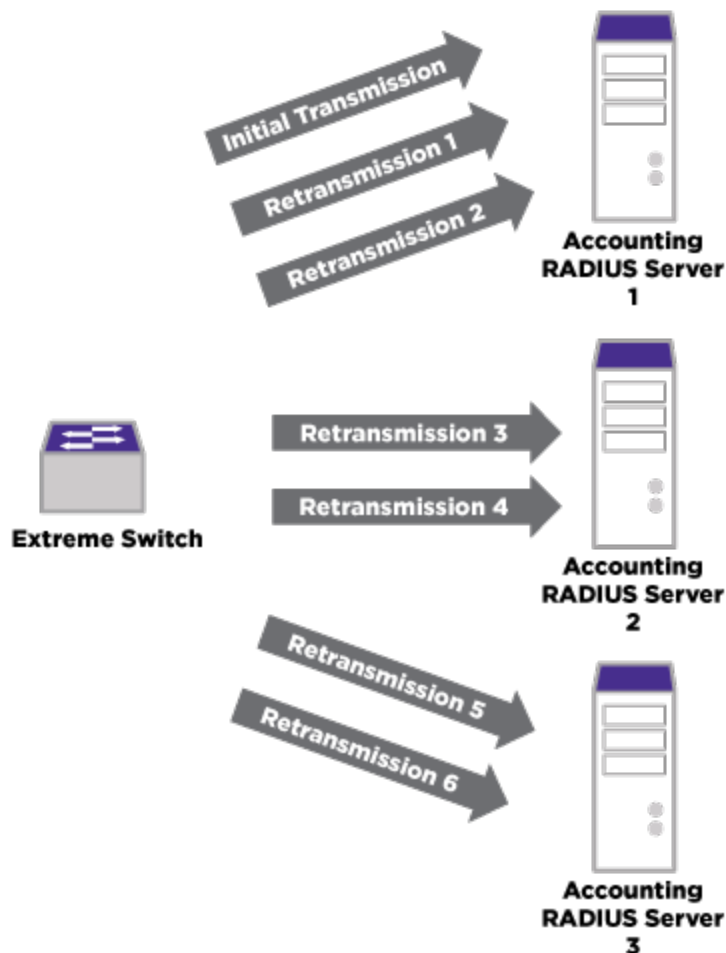 Initial Transmission
Retransmission 1
Retransmission 2
Accounting
RADIUS Server
1
Retransmission 3
Retransmission 4
Extreme Switch
Accounting
RADIUS Server
2
Retransmission 5
Retransmission 6
Accounting
RADIUS Server
3